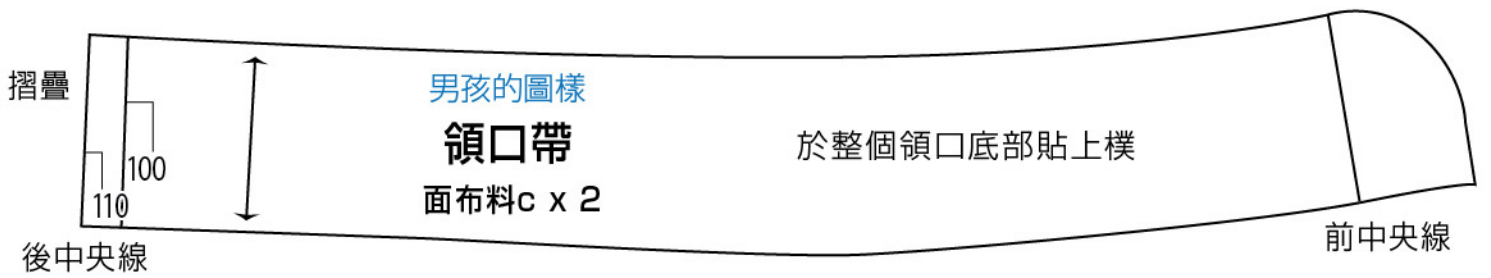 摺疊
男孩的圖樣
領口帶
面布料c x 2
於整個領口底部貼上樸
100
110
後中央線
前中央線